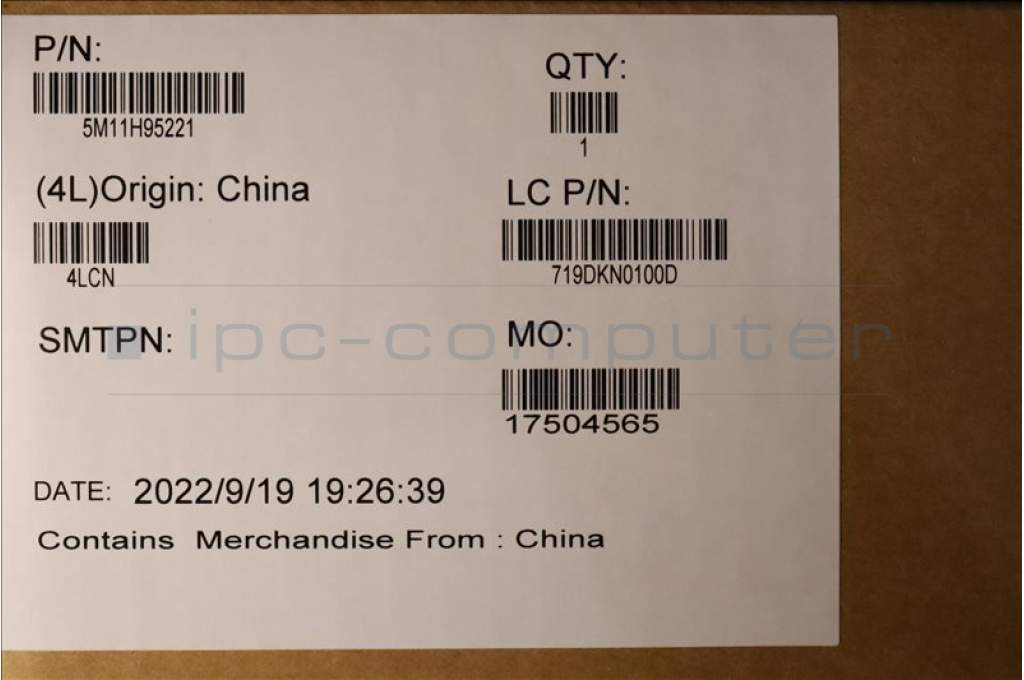 P/N:
5M11H95221
QTY:
1
(4L)Origin: China
4LCN
LC P/N:
719DKN0100D
SMTPN:
MO:
17504565
ipc-computer
DATE: 2022/9/19 19:26:39
Contains Merchandise From : China